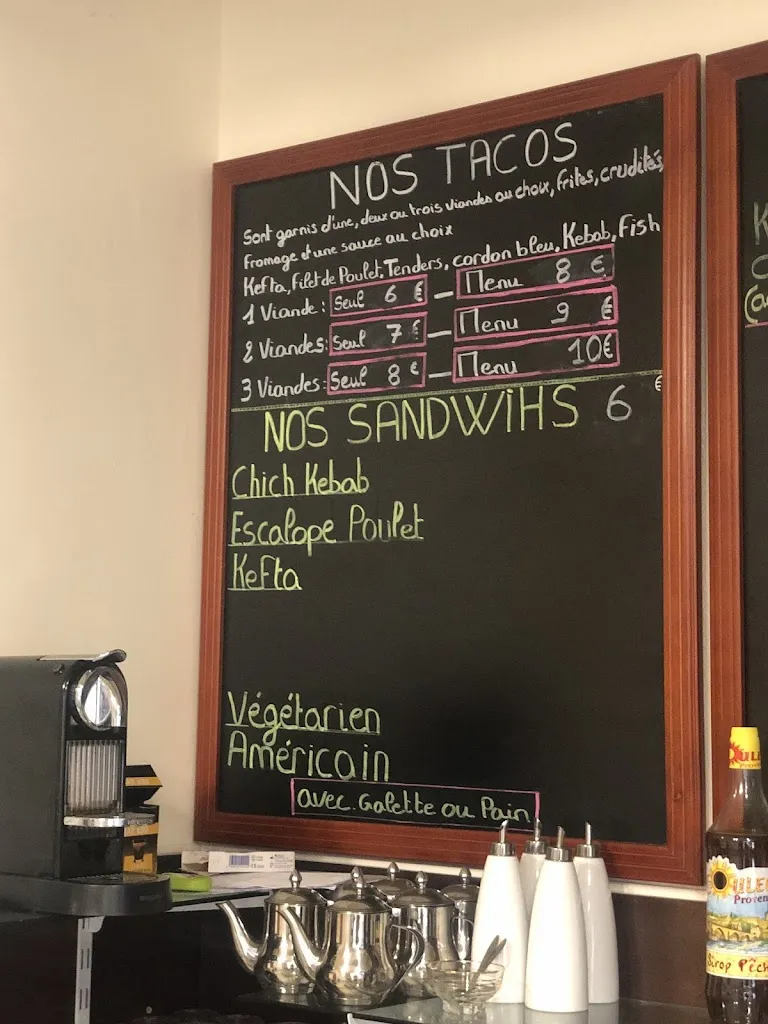 NOS TACOS
Sont garnis d'une, deux ou trois viandes au choix, frites, crudités,
fromage et une sauce au choix
Kefta, Filet de Poulet, Tenders, cordon bleu, Kebab, Fish
1 Viande: Seul 6 € - Menu 8 €
2 Viandes: Seul 7 € - Menu 9 €
3 Viandes: Seul 8 € - Menu 10€
NOS SANDWiHS 6 €
Chich Kebab
Escalope Poulet
Kefta
Végétarien
Américain
avec Galette ou Pain
Sirop